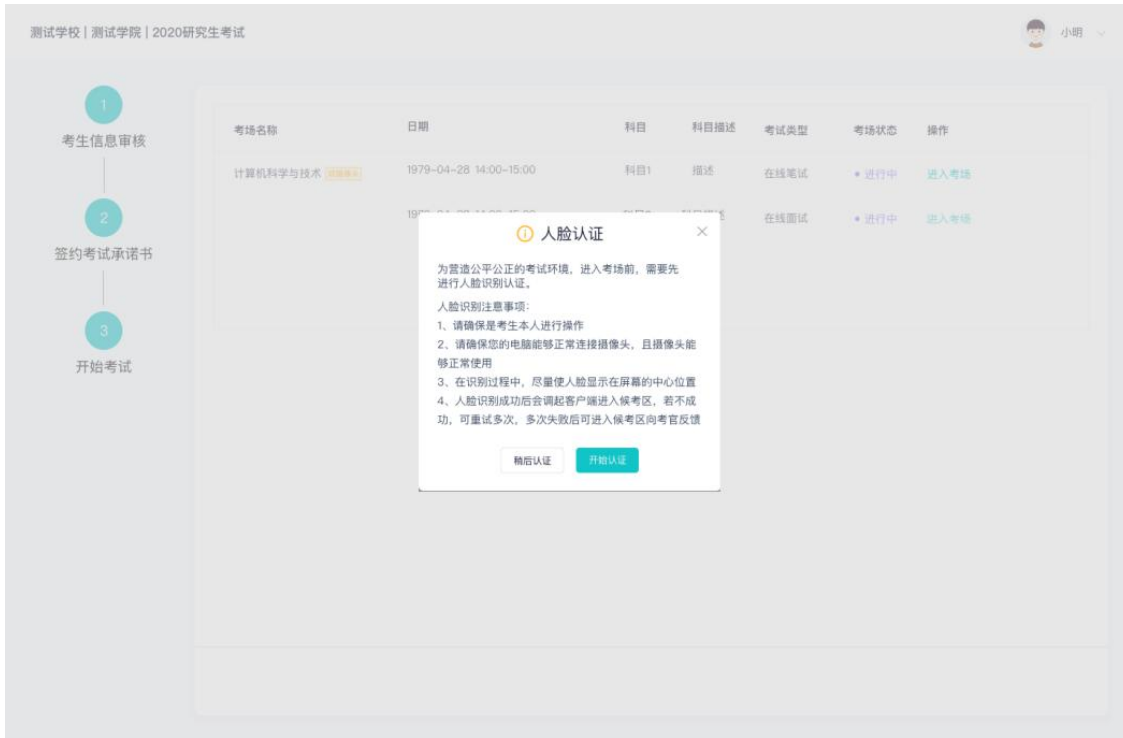 测试学校 | 测试学院 | 2020研究生考试
小明
1
考生信息审核
2
签约考试承诺书
3
开始考试
考场名称 日期 科目 科目描述 考试类型 考场状态 操作
计算机科学与技术 1979-04-28 14:00-15:00 科目1 描述 在线笔试 进行中 进入考场
在线面试 进行中 进入考场
人脸认证
为营造公平公正的考试环境，进入考场前，需要先
进行人脸识别认证。
人脸识别注意事项：
1、请确保是考生本人进行操作
2、请确保您的电脑能够正常连接摄像头，且摄像头能
够正常使用
3、在识别过程中，尽量使人脸显示在屏幕的中心位置
4、人脸识别成功后会调起客户端进入候考区，若不成
功，可重试多次，多次失败后可进入候考区向考官反馈
稍后认证 开始认证